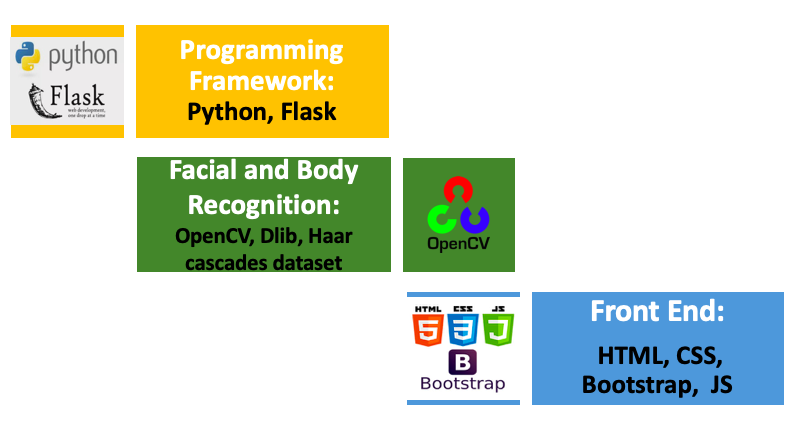 python
Flask
web development,
one drop at a time
Programming
Framework:
Python, Flask
Facial and Body
Recognition:
OpenCV, Dlib, Haar
cascades dataset
OpenCV
HTML CSS JS
5 3 J
B
Bootstrap
Front End:
HTML, CSS,
Bootstrap, JS